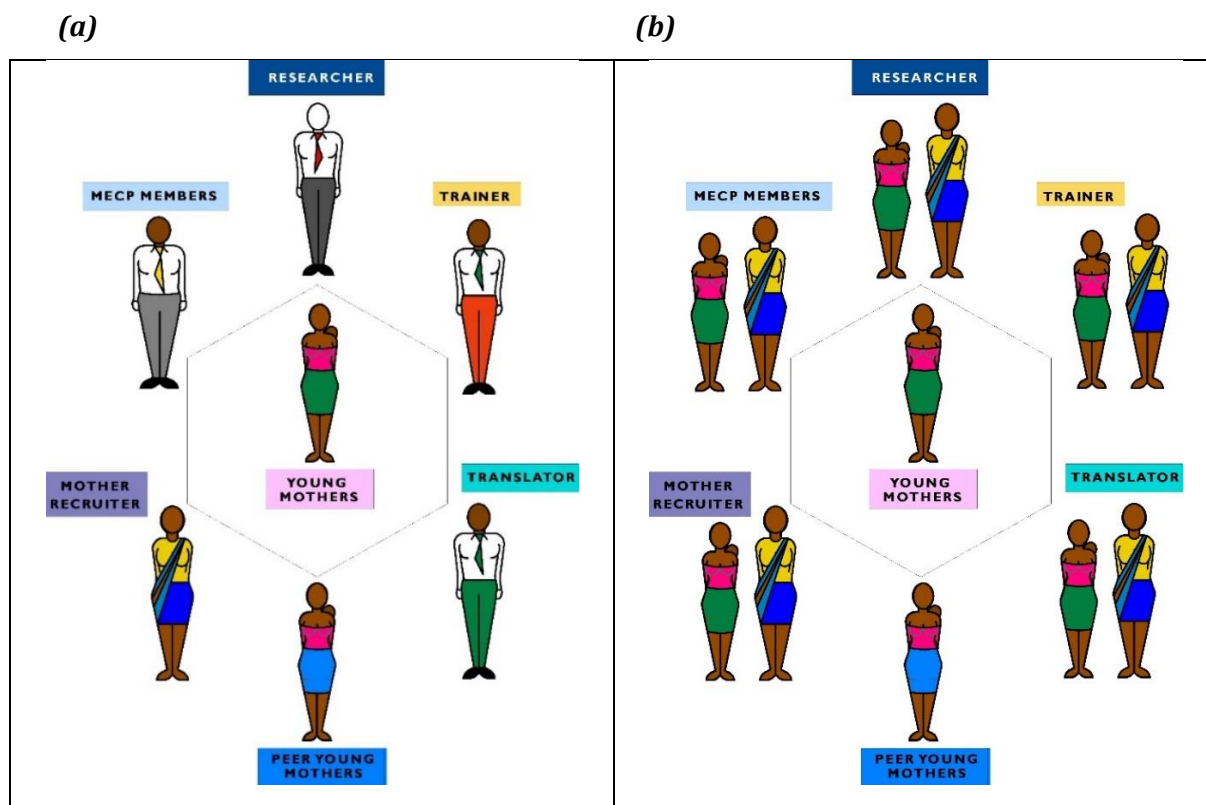 (a)
RESEARCHER
MECP MEMBERS
TRAINER
MOTHER
RECRUITER
YOUNG
MOTHERS
TRANSLATOR
PEER YOUNG
MOTHERS
(b)
RESEARCHER
MECP MEMBERS
TRAINER
MOTHER
RECRUITER
YOUNG
MOTHERS
TRANSLATOR
PEER YOUNG
MOTHERS